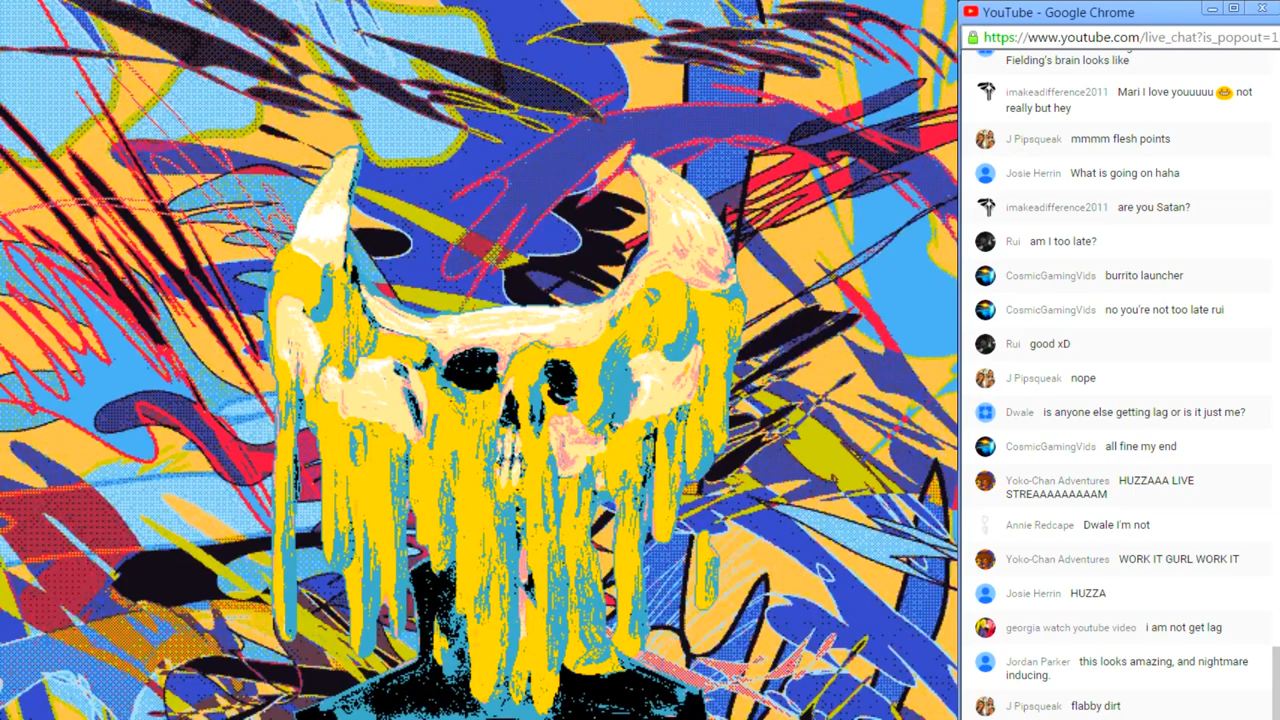 YouTube - Google Chrome
https://www.youtube.com/live_chat?is_popout=1
Fielding's brain looks like
imakeadifference2011 Mari I love youuuuu not
really but hey
J Pipsqueak mmmm flesh points
Josie Herrin What is going on haha
imakeadifference2011 are you Satan?
Rui am I too late?
CosmicGamingVids burrito launcher
CosmicGamingVids no you're not too late rui
Rui good xD
J Pipsqueak nope
Dwale is anyone else getting lag or is it just me?
CosmicGamingVids all fine my end
Yoko-Chan Adventures HUZZAAA LIVE
STREAAAAAAAAAM
Annie Redcape Dwale I'm not
Yoko-Chan Adventures WORK IT GURL WORK IT
Josie Herrin HUZZA
georgia watch youtube video i am not get lag
Jordan Parker this looks amazing, and nightmare
inducing.
J Pipsqueak flabby dirt